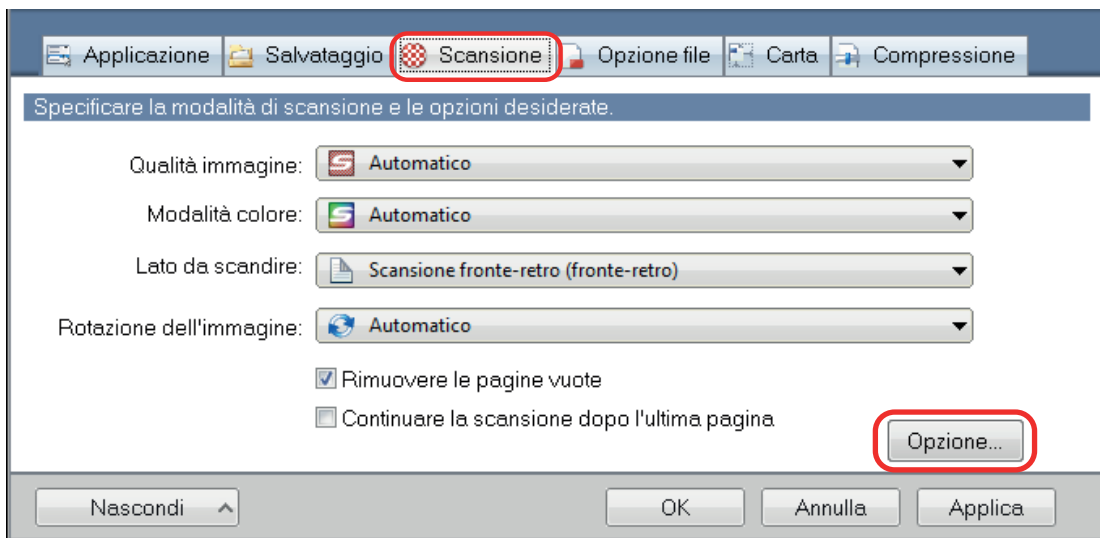 Applicazione Salvataggio Scansione Opzione file Carta Compressione
Specificare la modalità di scansione e le opzioni desiderate.
Qualità immagine: Automatico
Modalità colore: Automatico
Lato da scandire: Scansione fronte-retro (fronte-retro)
Rotazione dell'immagine: Automatico
Rimuovere le pagine vuote
Continuare la scansione dopo l'ultima pagina
Opzione...
Nascondi OK Annulla Applica